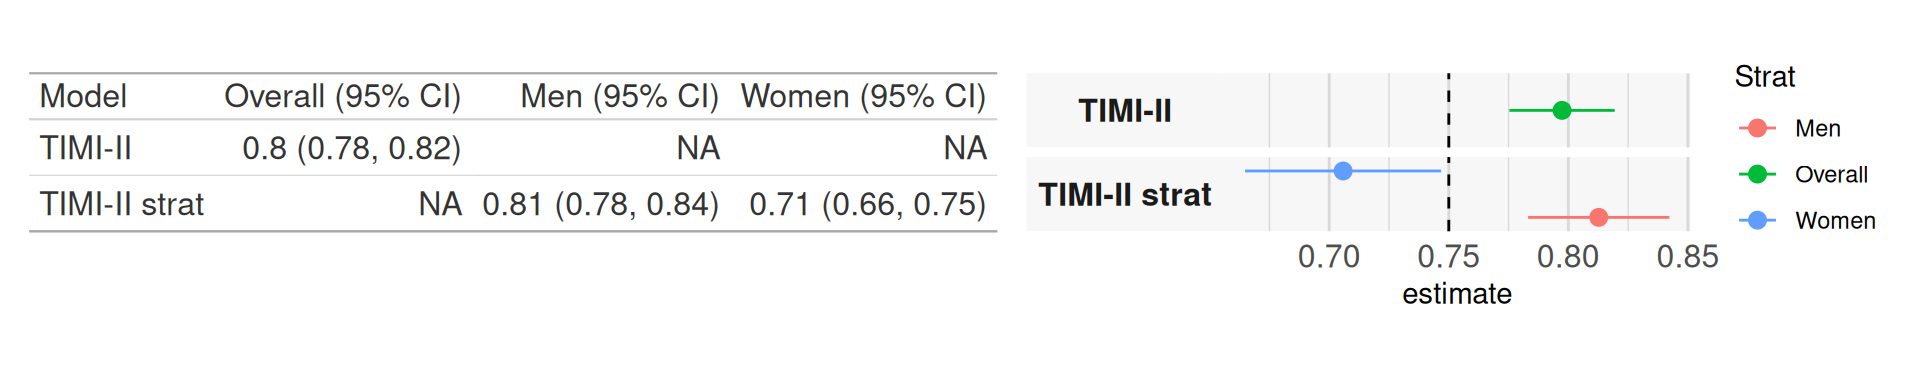 Model Overall (95% CI) Men (95% CI) Women (95% CI)
TIMI-II 0.8 (0.78, 0.82) NA NA
TIMI-II strat NA 0.81 (0.78, 0.84) 0.71 (0.66, 0.75)
TIMI-II
TIMI-II strat
0.70 0.75 0.80 0.85
estimate
Strat
Men
Overall
Women